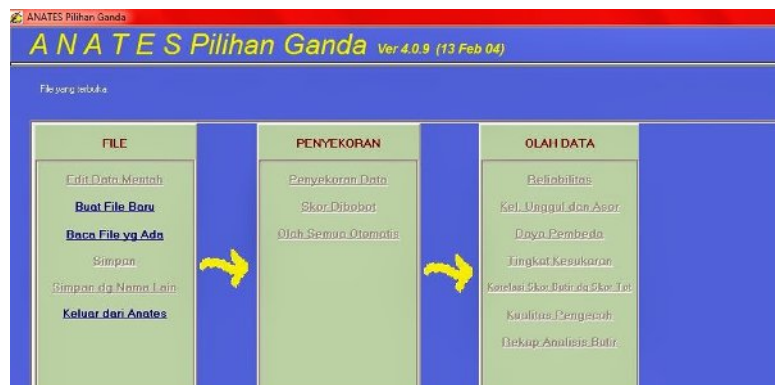 ANATES Pilihan Ganda
A N A T E S Pilihan Ganda Ver 4.0.9 (13 Feb 04)
File yang terbuka
FILE
Edit Data Mentah
Buat File Baru
Baca File yg Ada
Simpan
Simpan dg Nama Lain
Keluar dari Anates
PENYEKORAN
Penyekoran Data
Skor Dibobot
Olah Semua Otomatis
OLAH DATA
Reliabilitas
Kel. Unggul dan Asor
Daya Pembeda
Tingkat Kesukaran
Korelasi Skor Butir dg Skor Tot
Kualitas Pengecoh
Rekap Analisis Butir